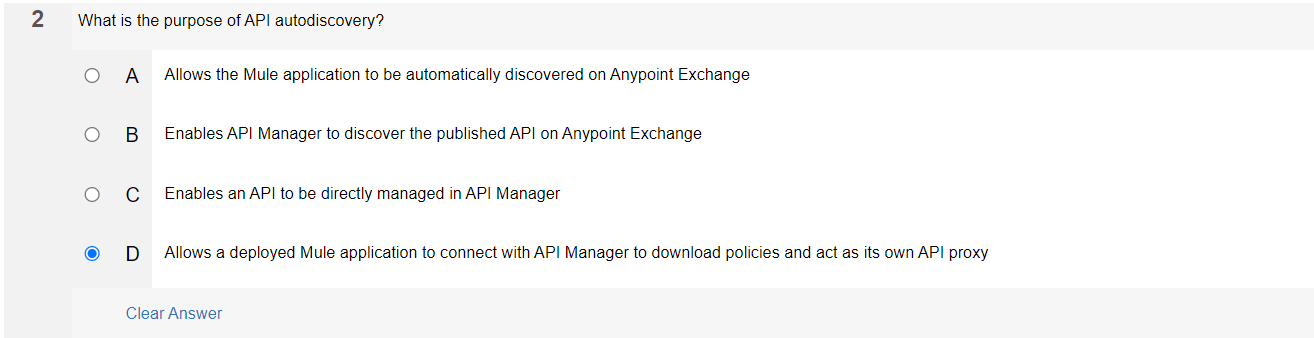 2 What is the purpose of API autodiscovery?
A Allows the Mule application to be automatically discovered on Anypoint Exchange
B Enables API Manager to discover the published API on Anypoint Exchange
C Enables an API to be directly managed in API Manager
D Allows a deployed Mule application to connect with API Manager to download policies and act as its own API proxy
Clear Answer